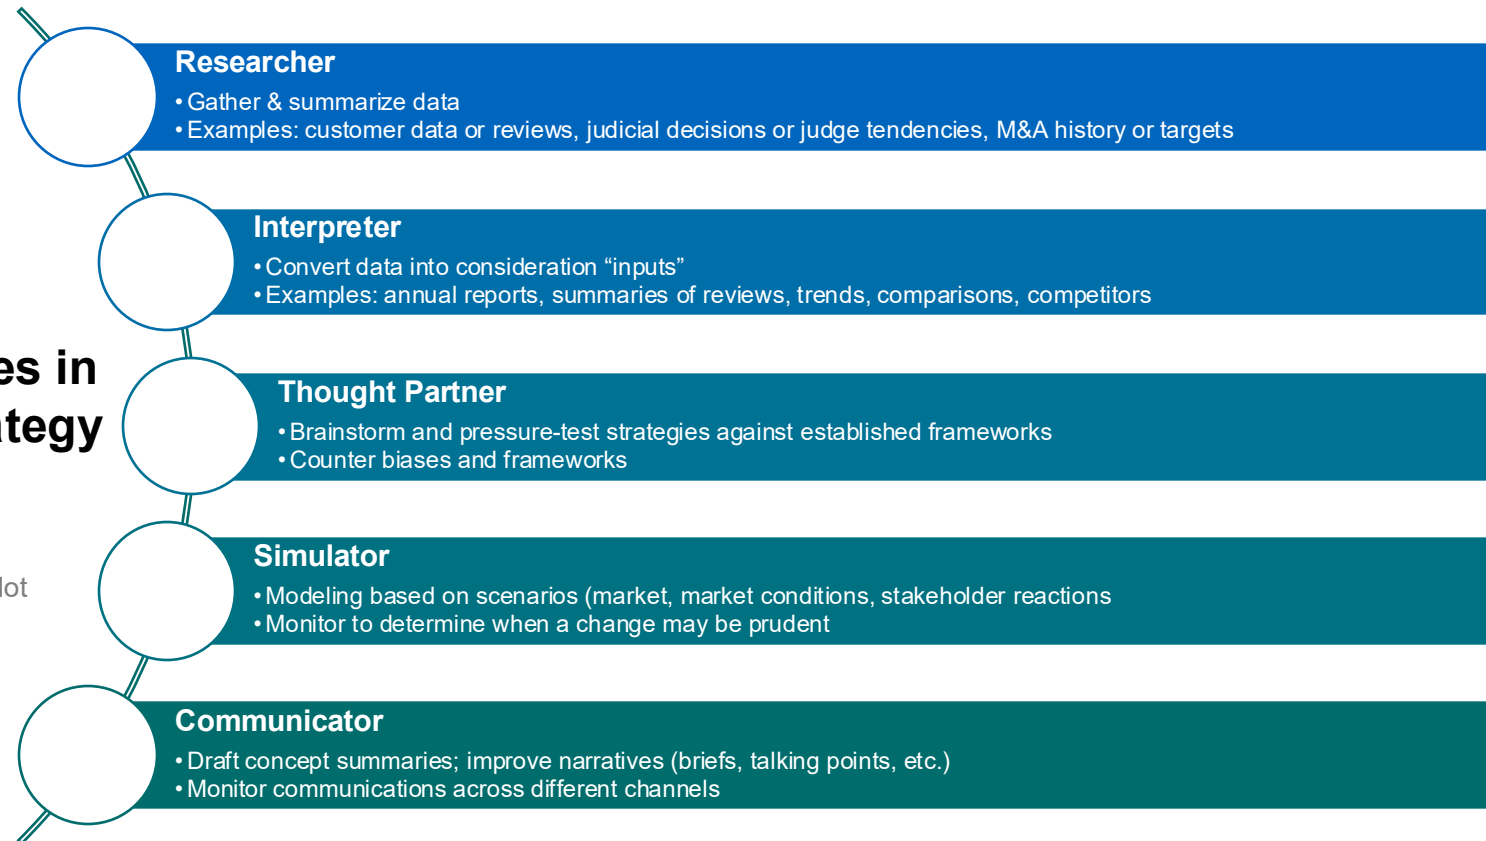 Researcher
• Gather & summarize data
• Examples: customer data or reviews, judicial decisions or judge tendencies, M&A history or targets
Interpreter
• Convert data into consideration “inputs”
• Examples: annual reports, summaries of reviews, trends, comparisons, competitors
es in
ategy
Thought Partner
• Brainstorm and pressure-test strategies against established frameworks
• Counter biases and frameworks
Simulator
• Modeling based on scenarios (market, market conditions, stakeholder reactions
• Monitor to determine when a change may be prudent
lot
Communicator
• Draft concept summaries; improve narratives (briefs, talking points, etc.)
• Monitor communications across different channels